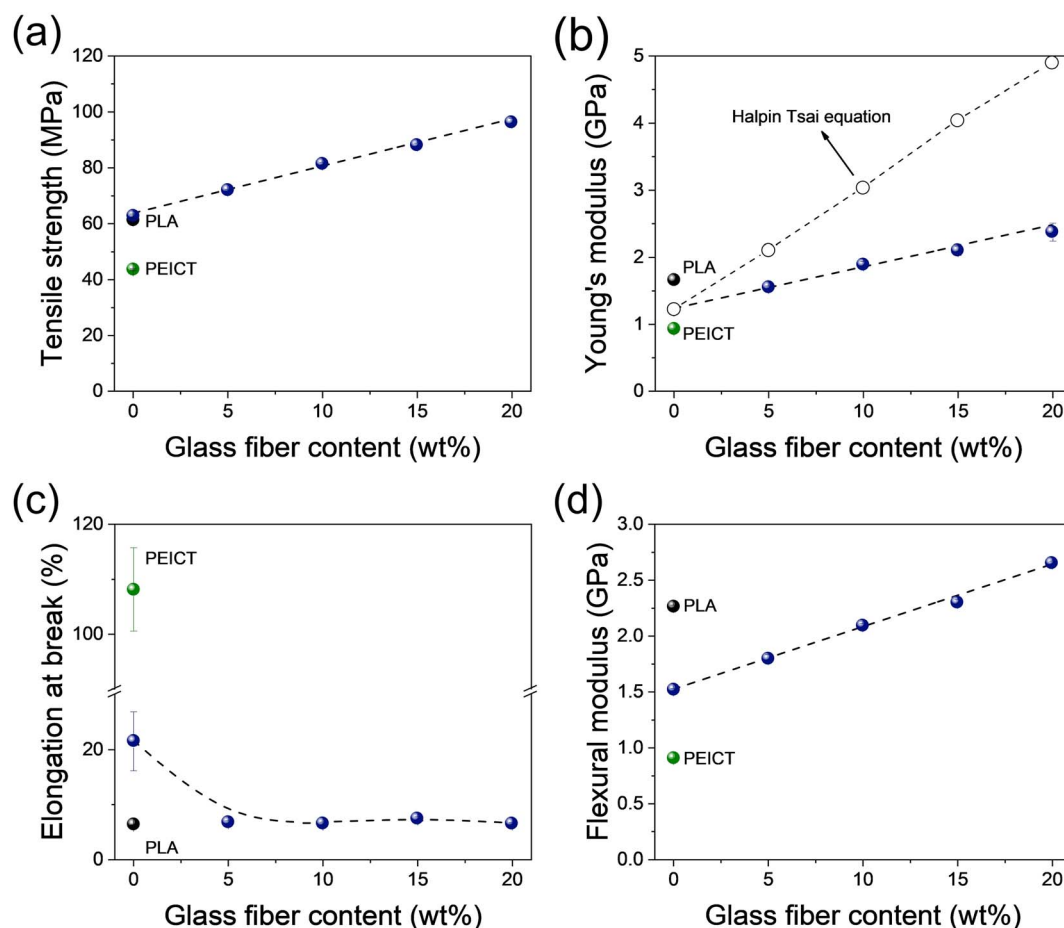 (a)
120
100
80
60
40
20
0
Tensile strength (MPa)
PLA
PEICT
0 5 10 15 20
Glass fiber content (wt%)
(b)
5
4
3
2
1
0
Young's modulus (GPa)
Halpin Tsai equation
PLA
PEICT
0 5 10 15 20
Glass fiber content (wt%)
(c)
120
100
20
0
Elongation at break (%)
PEICT
PLA
0 5 10 15 20
Glass fiber content (wt%)
(d)
3.0
2.5
2.0
1.5
1.0
0.5
0.0
Flexural modulus (GPa)
PLA
PEICT
0 5 10 15 20
Glass fiber content (wt%)